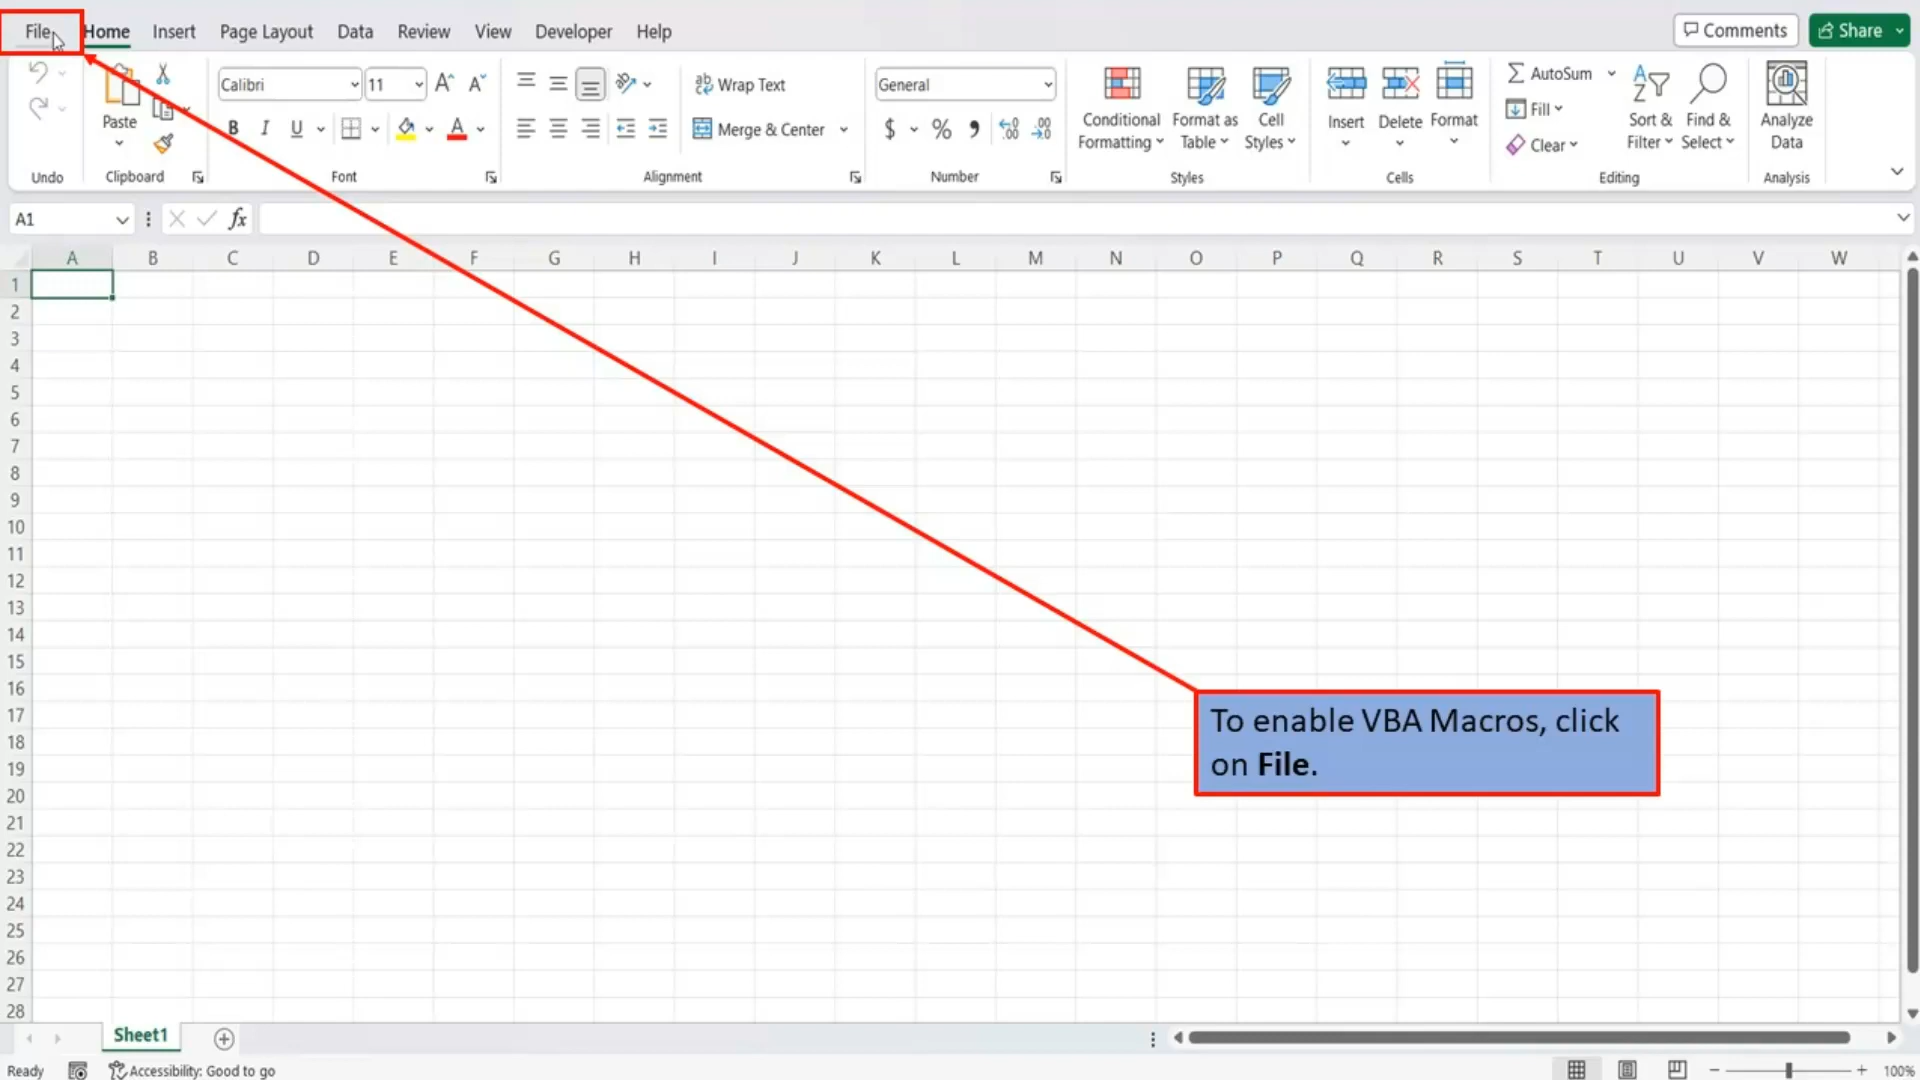 File Home Insert Page Layout Data Review View Developer Help Comments Share
Calibri 11 Wrap Text General AutoSum
Paste B I U Merge & Center $ % Conditional Formatting Format as Table Cell Styles Insert Delete Format Fill Clear Sort & Filter Find & Select Analyze Data
Undo Clipboard Font Alignment Number Styles Cells Editing Analysis
A1 fx
A B C D E F G H I J K L M N O P Q R S T U V W
1
2
3
4
5
6
7
8
9
10
11
12
13
14
15
16
17
18
19
20
21
22
23
24
25
26
27
28
To enable VBA Macros, click
on File.
Sheet1
Ready Accessibility: Good to go 100%